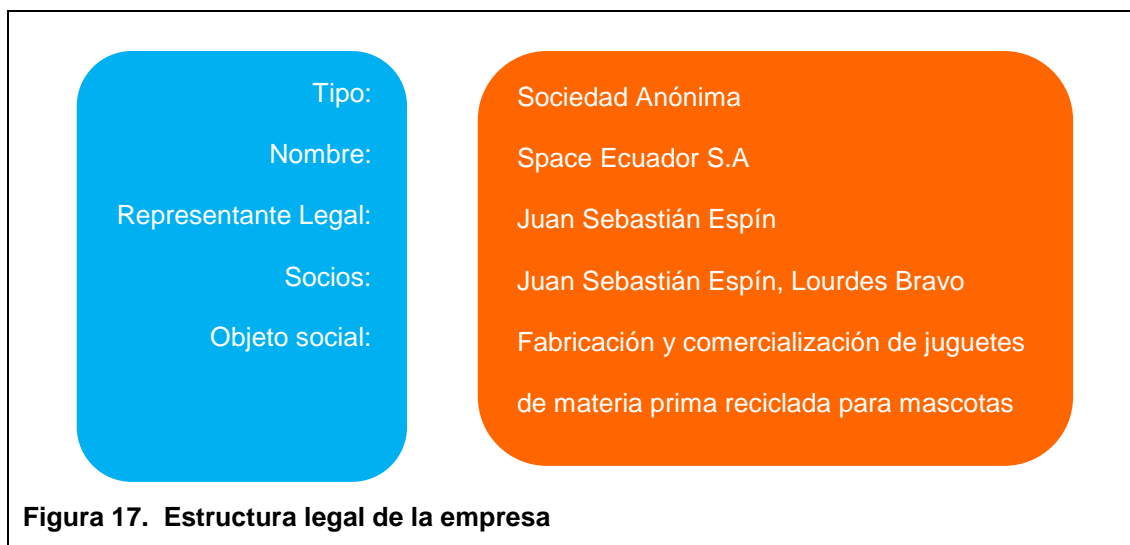 Tipo: Sociedad Anónima
Nombre: Space Ecuador S.A
Representante Legal: Juan Sebastián Espín
Socios: Juan Sebastián Espín, Lourdes Bravo
Objeto social: Fabricación y comercialización de juguetes
de materia prima reciclada para mascotas
Figura 17. Estructura legal de la empresa